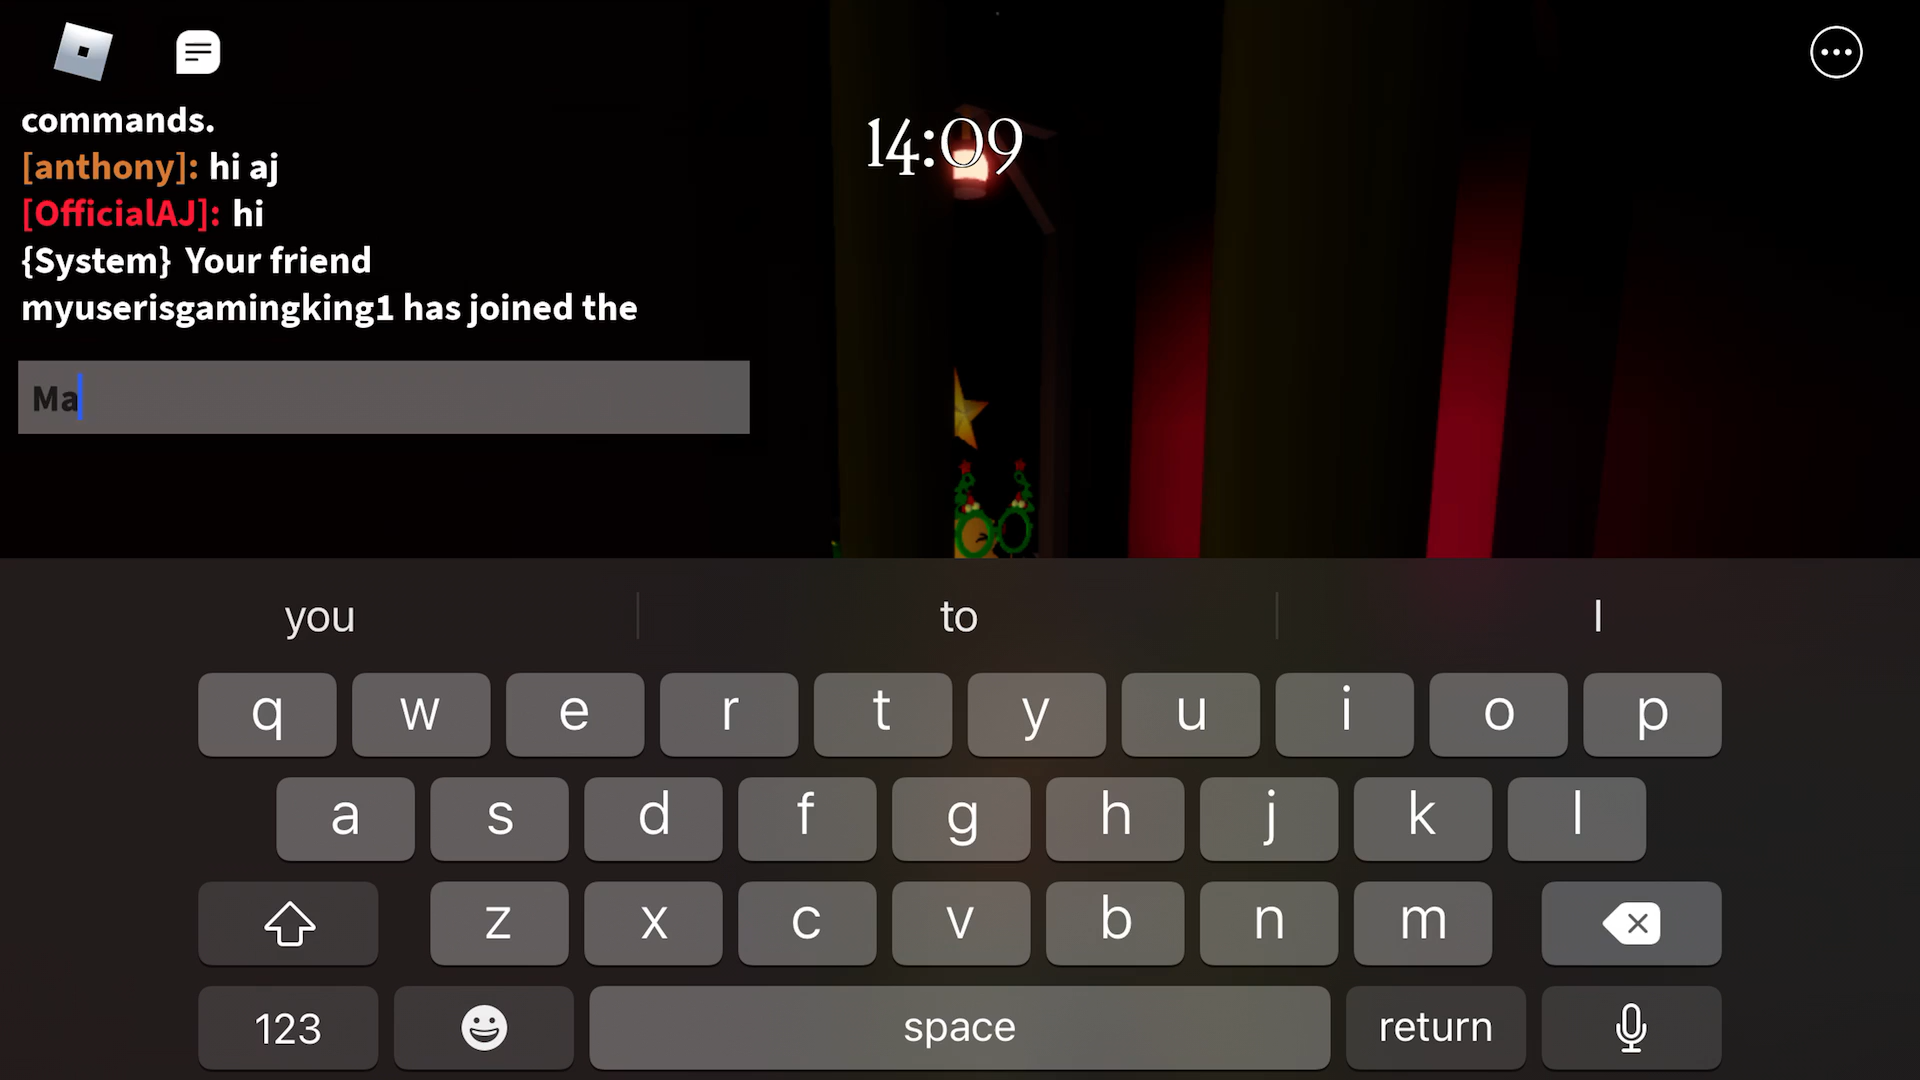 commands.
[anthony]: hi aj
[OfficialAJ]: hi
{System} Your friend
myuserisgamingking1 has joined the
14:09
Ma
you to I
q w e r t y u i o p
a s d f g h j k l
z x c v b n m
123 space return